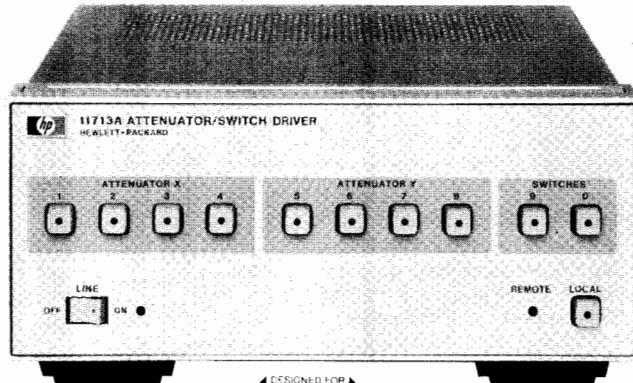 hp 11713A ATTENUATOR/SWITCH DRIVER
HEWLETT-PACKARD
ATTENUATOR X ATTENUATOR Y SWITCHES
1 2 3 4 5 6 7 8 9 0
LINE REMOTE LOCAL
OFF ON
DESIGNED FOR